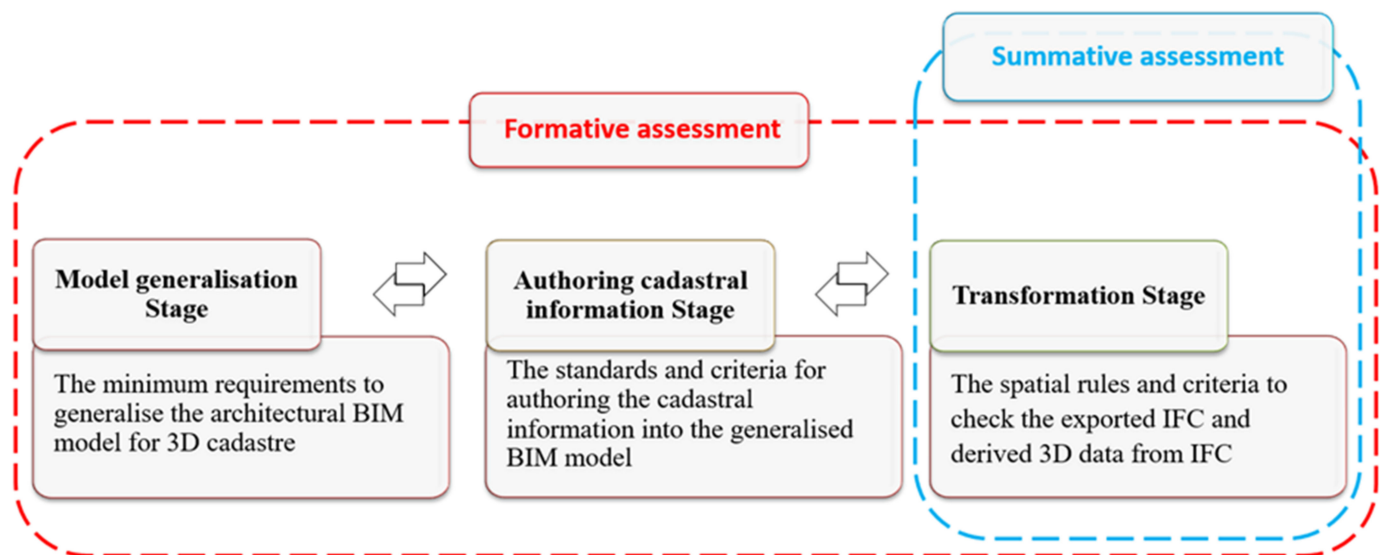 Summative assessment
Formative assessment
Model generalisation
Stage
The minimum requirements to
generalise the architectural BIM
model for 3D cadastre
Authoring cadastral
information Stage
The standards and criteria for
authoring the cadastral
information into the generalised
BIM model
Transformation Stage
The spatial rules and criteria to
check the exported IFC and
derived 3D data from IFC